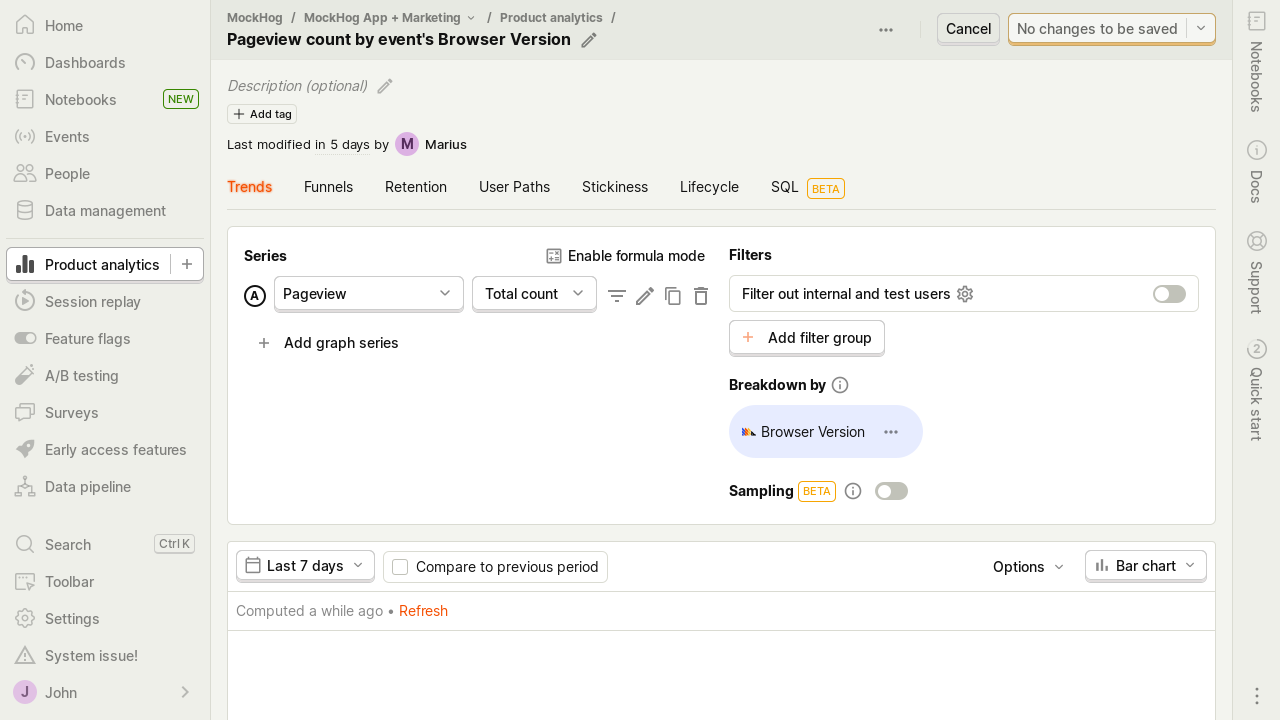 Home
Dashboards
Notebooks NEW
Events
People
Data management
Product analytics
Session replay
Feature flags
A/B testing
Surveys
Early access features
Data pipeline
Search Ctrl K
Toolbar
Settings
System issue!
J John
MockHog / MockHog App + Marketing / Product analytics /
Pageview count by event's Browser Version
Cancel
No changes to be saved
Description (optional)
Add tag
Last modified in 5 days by M Marius
Trends Funnels Retention User Paths Stickiness Lifecycle SQL BETA
Series
Enable formula mode
A Pageview Total count
Add graph series
Filters
Filter out internal and test users
Add filter group
Breakdown by
Browser Version
Sampling BETA
Last 7 days
Compare to previous period
Options
Bar chart
Computed a while ago • Refresh
Notebooks
Docs
Support
2 Quick start